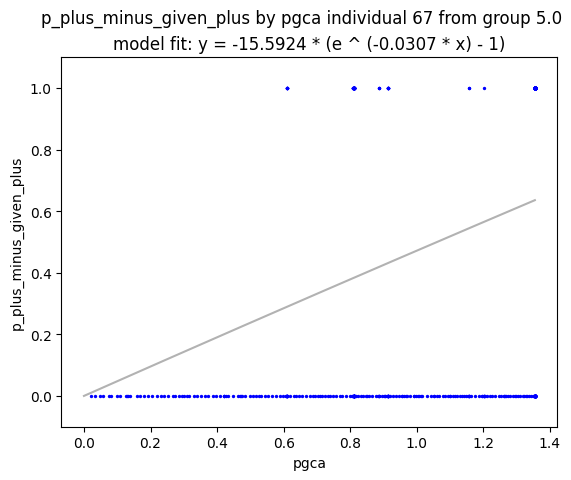 p_plus_minus_given_plus by pgca individual 67 from group 5.0
model fit: y = -15.5924 * (e ^ (-0.0307 * x) - 1)
1.0
0.8
0.6
0.4
0.2
0.0
p_plus_minus_given_plus
0.0 0.2 0.4 0.6 0.8 1.0 1.2 1.4
pgca